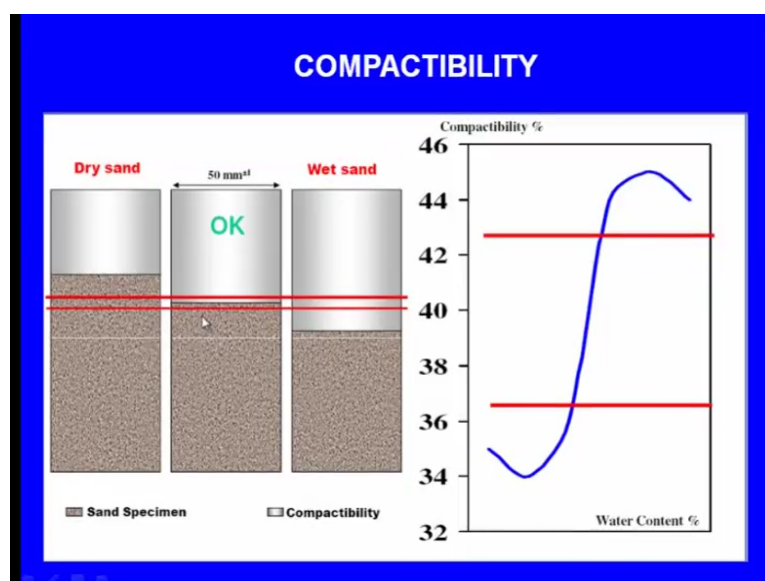 COMPACTIBILITY
Dry sand
50 mm±1
Wet sand
OK
Sand Specimen
Compactibility
Compactibility %
46
44
42
40
38
36
34
32
Water Content %